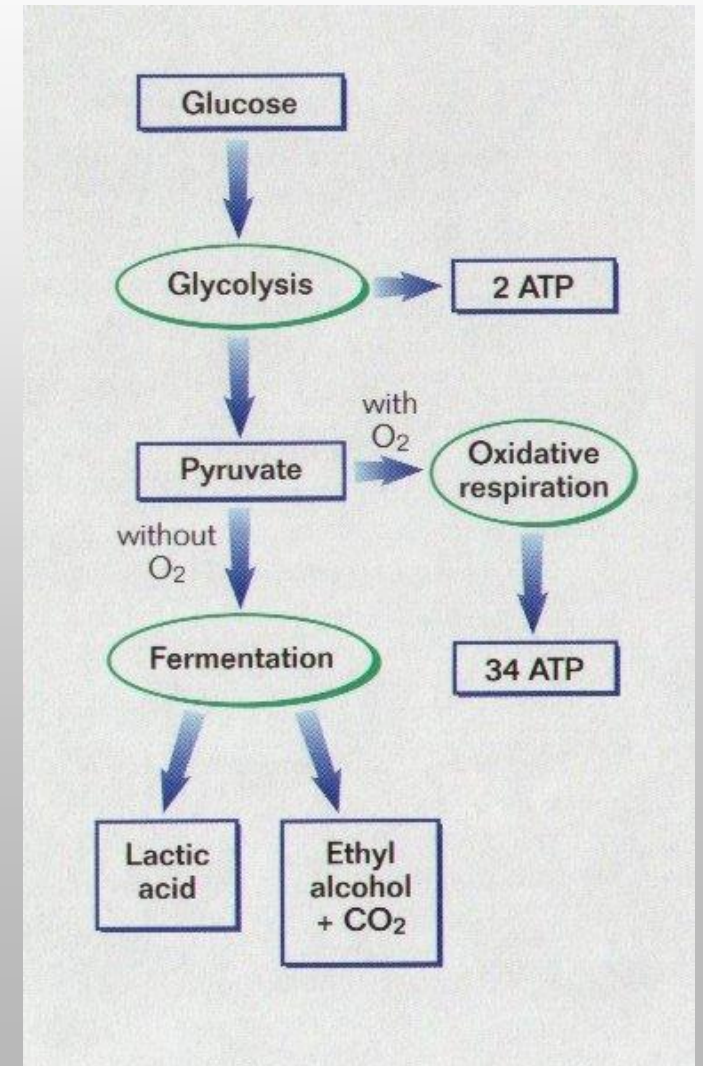 Glucose
Glycolysis
2 ATP
with
O₂
Pyruvate
Oxidative
respiration
without
O₂
Fermentation
34 ATP
Lactic
acid
Ethyl
alcohol
+ CO₂